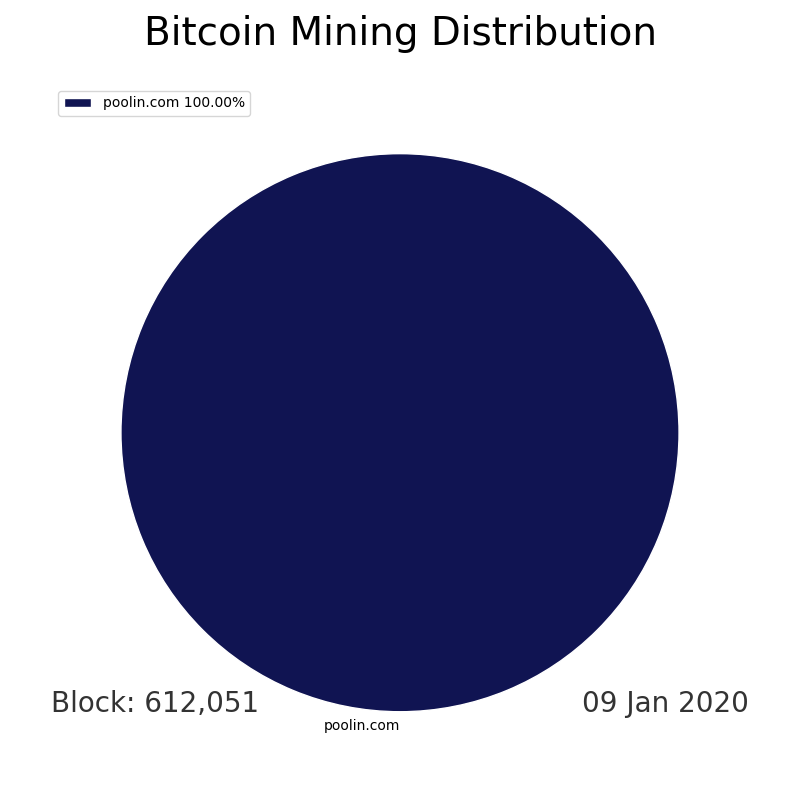 Bitcoin Mining Distribution
poolin.com 100.00%
Block: 612,051
09 Jan 2020
poolin.com